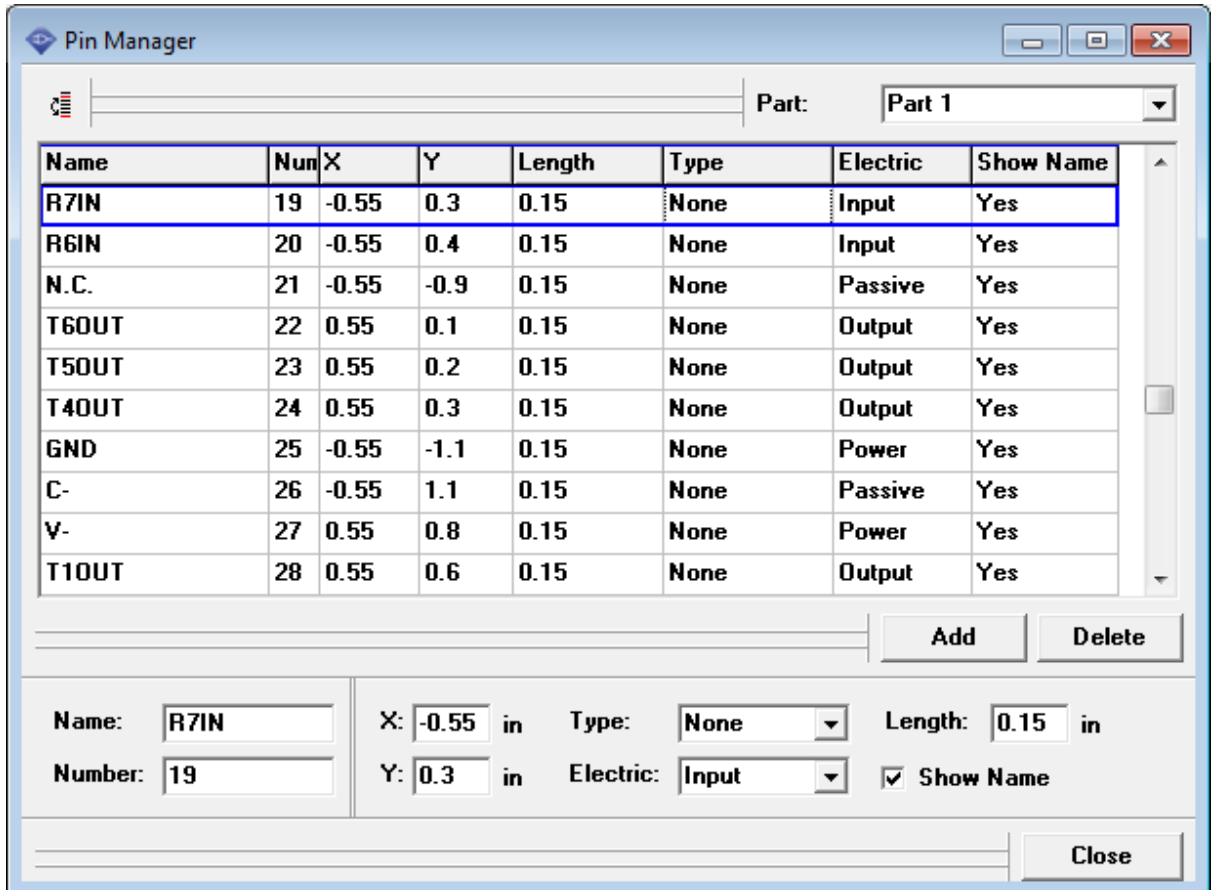 Pin Manager
Part: Part 1
Name Num X Y Length Type Electric Show Name
R7IN 19 -0.55 0.3 0.15 None Input Yes
R6IN 20 -0.55 0.4 0.15 None Input Yes
N.C. 21 -0.55 -0.9 0.15 None Passive Yes
T6OUT 22 0.55 0.1 0.15 None Output Yes
T5OUT 23 0.55 0.2 0.15 None Output Yes
T4OUT 24 0.55 0.3 0.15 None Output Yes
GND 25 -0.55 -1.1 0.15 None Power Yes
C- 26 -0.55 1.1 0.15 None Passive Yes
V- 27 0.55 0.8 0.15 None Power Yes
T1OUT 28 0.55 0.6 0.15 None Output Yes
Add Delete
Name: R7IN X: -0.55 in Type: None Length: 0.15 in
Number: 19 Y: 0.3 in Electric: Input Show Name
Close